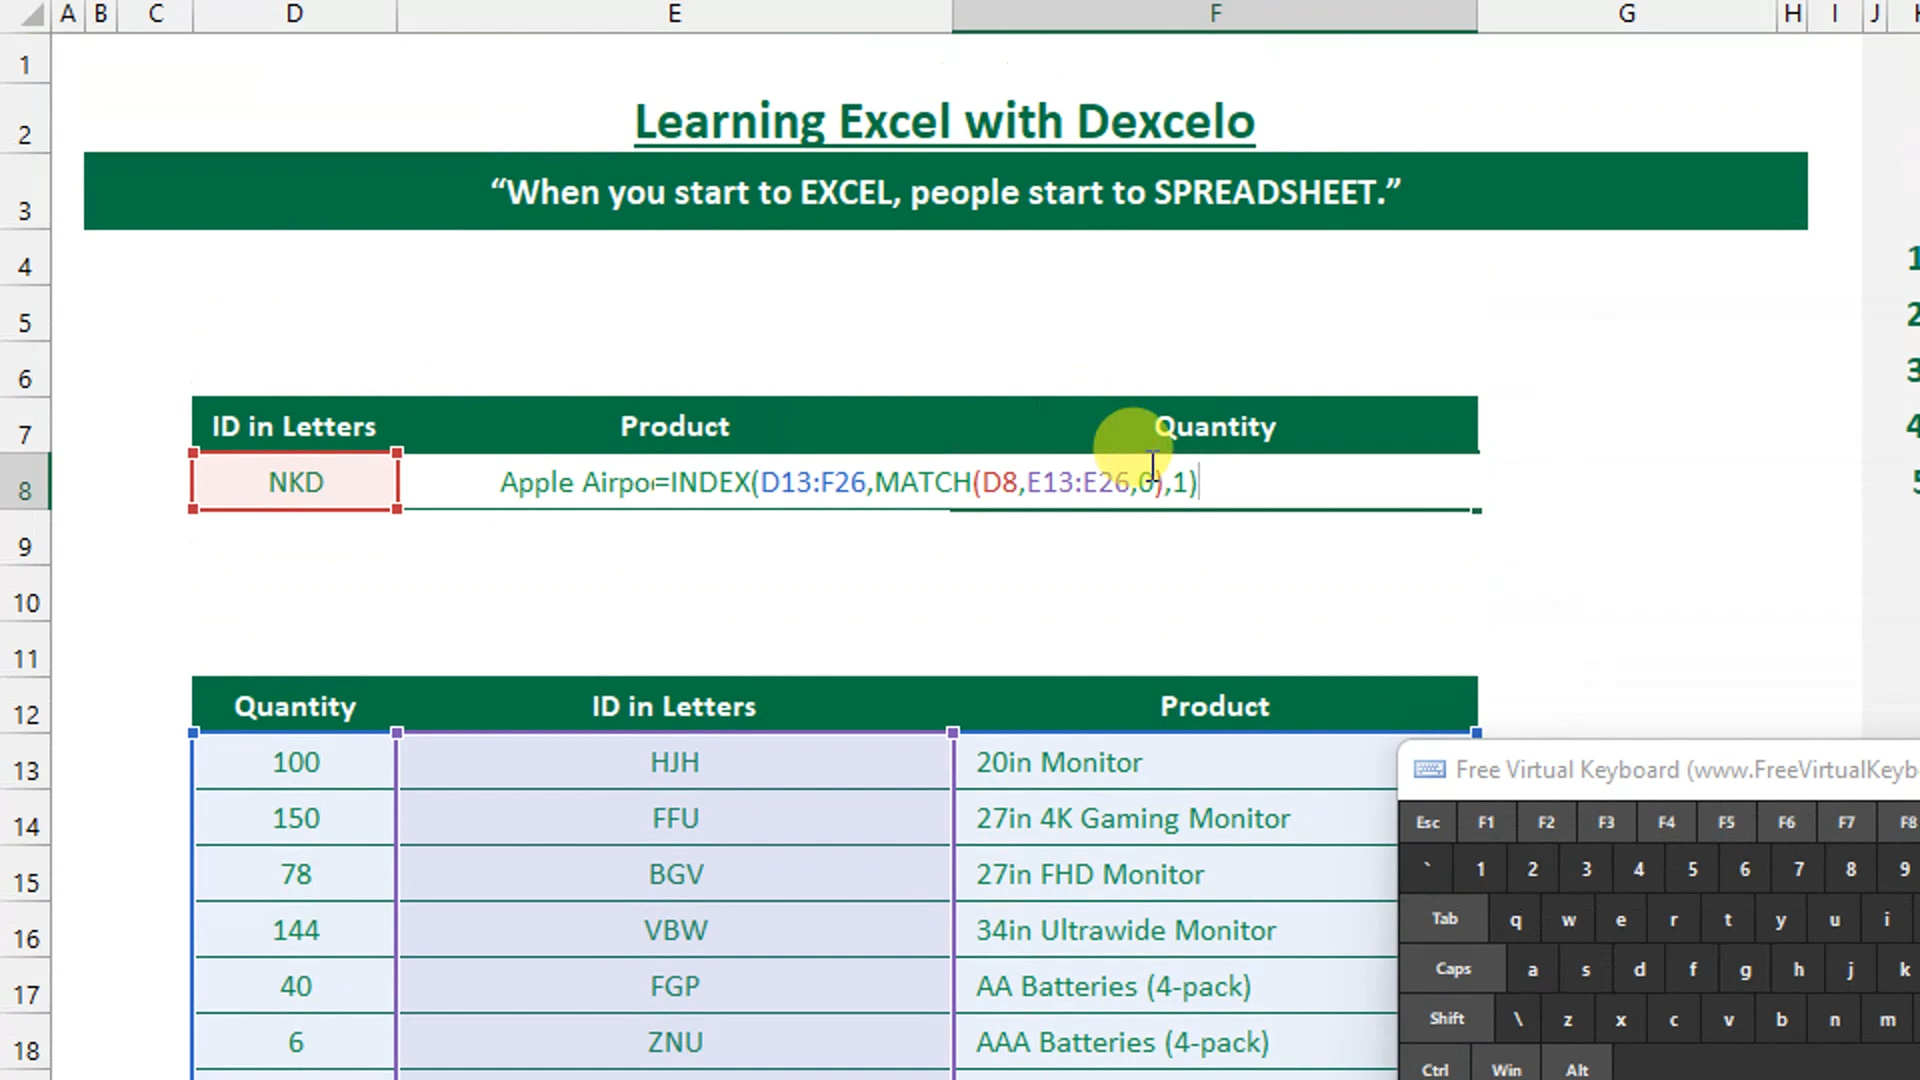 A B C D E F G H I J
1
2 Learning Excel with Dexcelo
3 “When you start to EXCEL, people start to SPREADSHEET.”
4 1
5 2
6 3
7 ID in Letters Product Quantity 4
8 NKD Apple Airpo =INDEX(D13:F26,MATCH(D8,E13:E26,0),1) 5
9
10
11
12 Quantity ID in Letters Product
13 100 HJH 20in Monitor
14 150 FFU 27in 4K Gaming Monitor
15 78 BGV 27in FHD Monitor
16 144 VBW 34in Ultrawide Monitor
17 40 FGP AA Batteries (4-pack)
18 6 ZNU AAA Batteries (4-pack)
Free Virtual Keyboard (www.FreeVirtualKeyb
Esc F1 F2 F3 F4 F5 F6 F7 F8
` 1 2 3 4 5 6 7 8 9
Tab q w e r t y u i
Caps a s d f g h j k
Shift \ z x c v b n m
Ctrl Win Alt